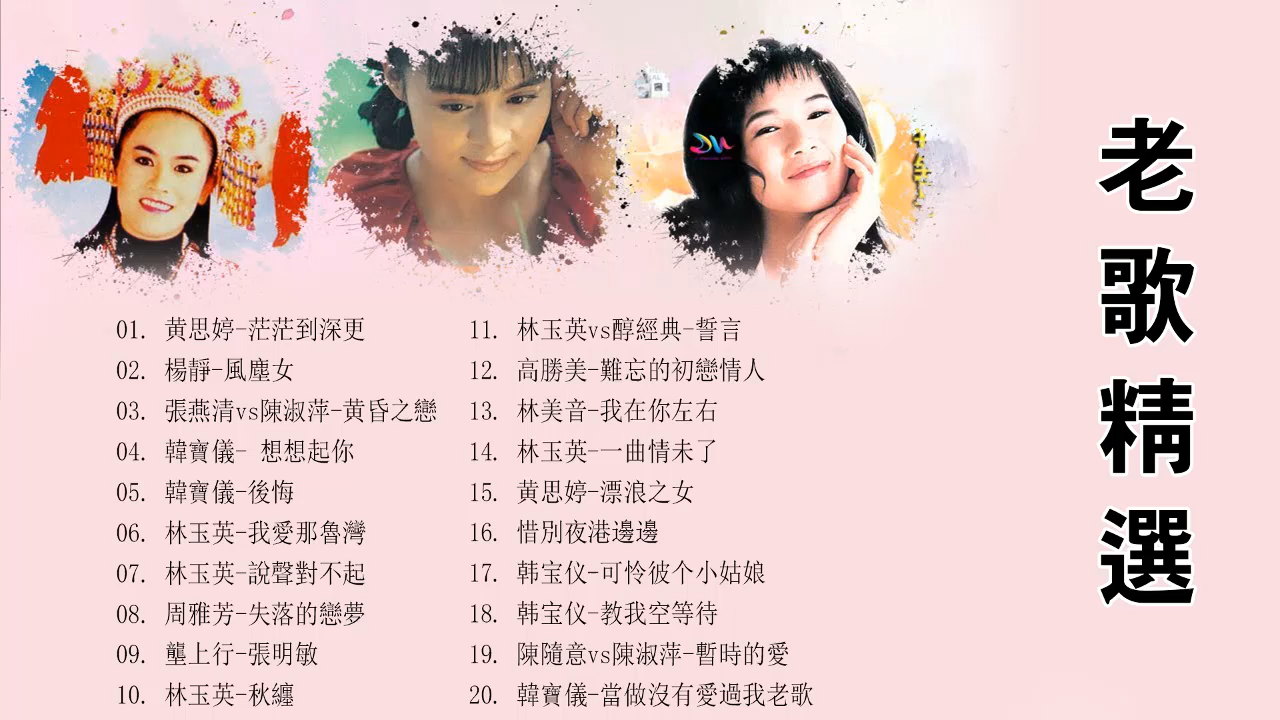 老歌精選
01. 黄思婷-茫茫到深更
02. 楊靜-風塵女
03. 張燕清vs陳淑萍-黄昏之戀
04. 韓寶儀- 想想起你
05. 韓寶儀-後悔
06. 林玉英-我愛那魯灣
07. 林玉英-說聲對不起
08. 周雅芳-失落的戀夢
09. 壟上行-張明敏
10. 林玉英-秋纏
11. 林玉英vs醇經典-誓言
12. 高勝美-難忘的初戀情人
13. 林美音-我在你左右
14. 林玉英-一曲情未了
15. 黄思婷-漂浪之女
16. 惜別夜港邊邊
17. 韩宝仪-可怜彼个小姑娘
18. 韩宝仪-教我空等待
19. 陳隨意vs陳淑萍-暫時的愛
20. 韓寶儀-當做沒有愛過我老歌